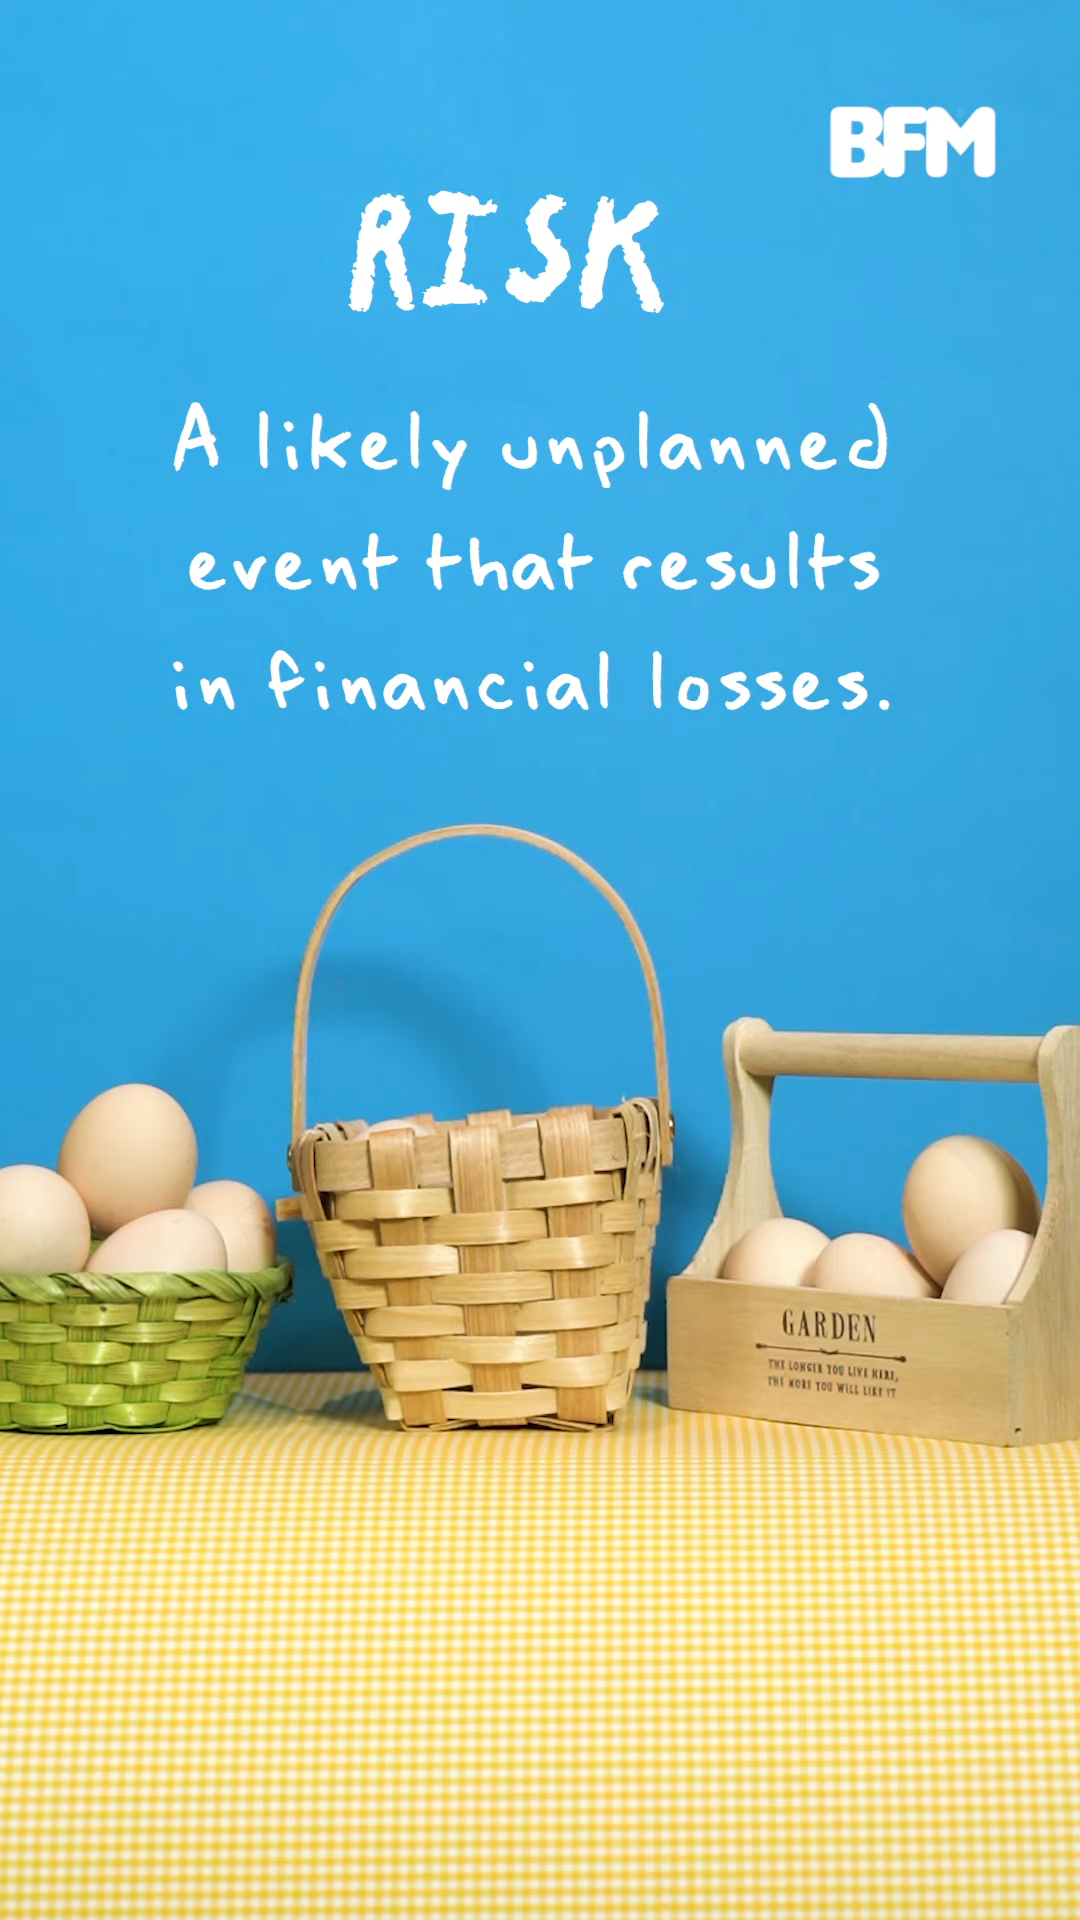 BFM
RISK
A likely unplanned
event that results
in financial losses.
GARDEN
THE LONGER YOU LIVE HERE,
THE MORE YOU WILL LIKE IT